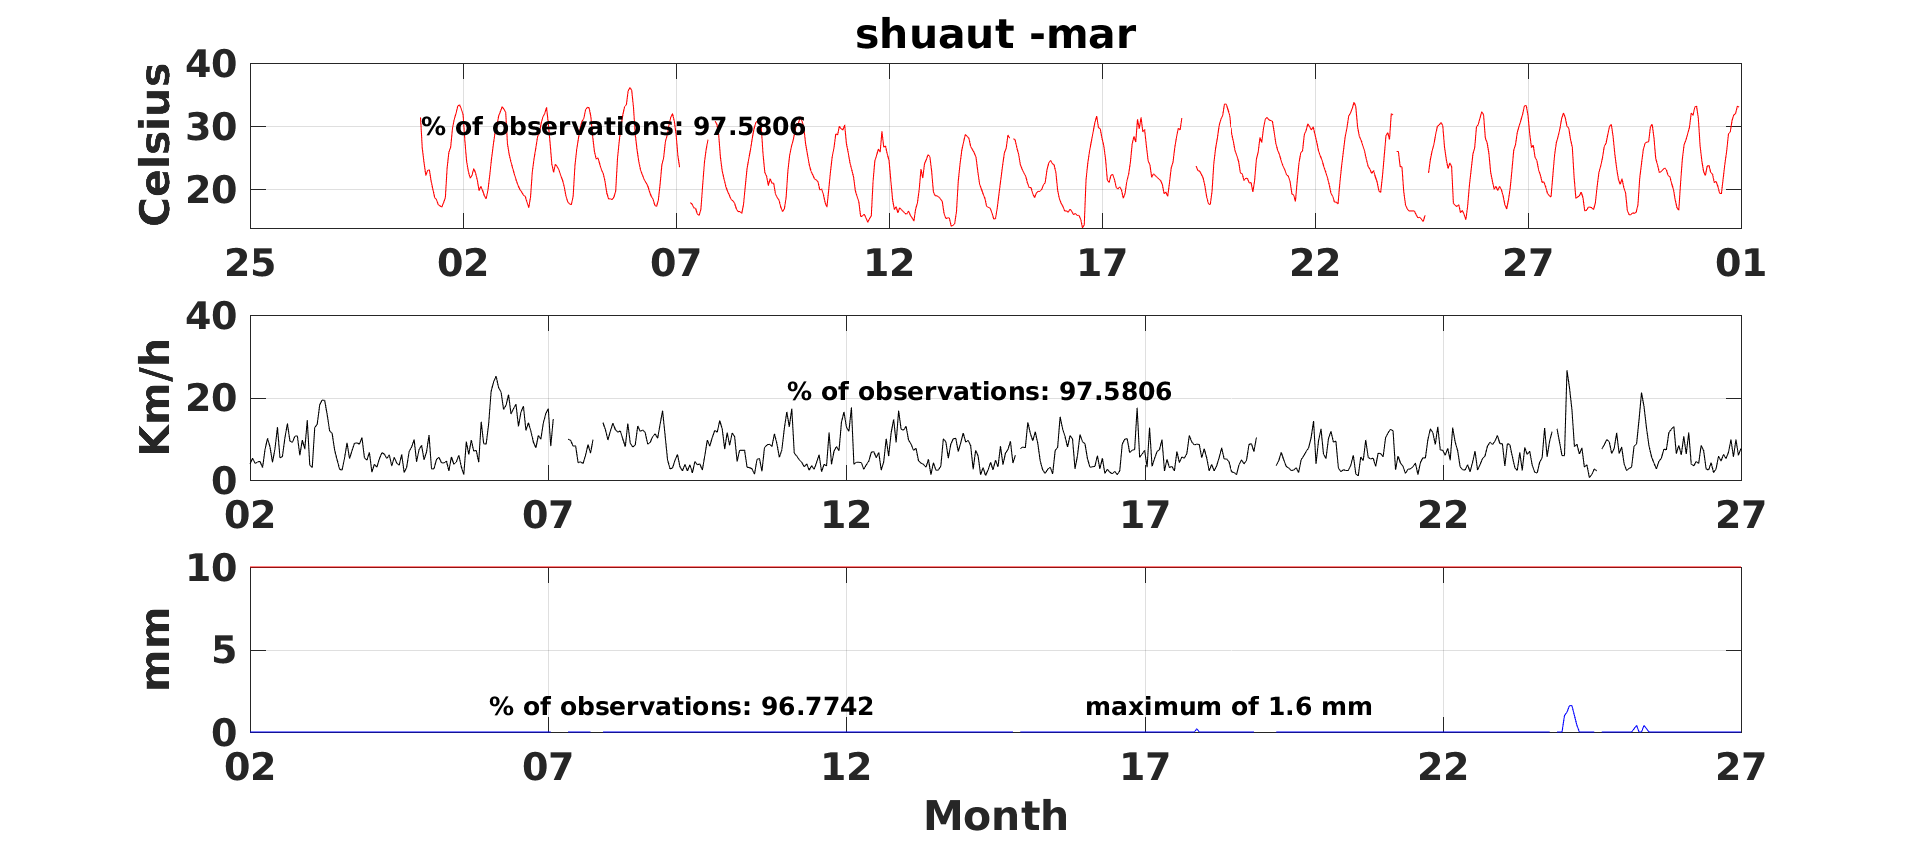 shuaut -mar
Celsius
40
30
20
% of observations: 97.5806
25 02 07 12 17 22 27 01
Km/h
40
20
0
% of observations: 97.5806
02 07 12 17 22 27
mm
10
5
0
% of observations: 96.7742 maximum of 1.6 mm
02 07 12 17 22 27
Month